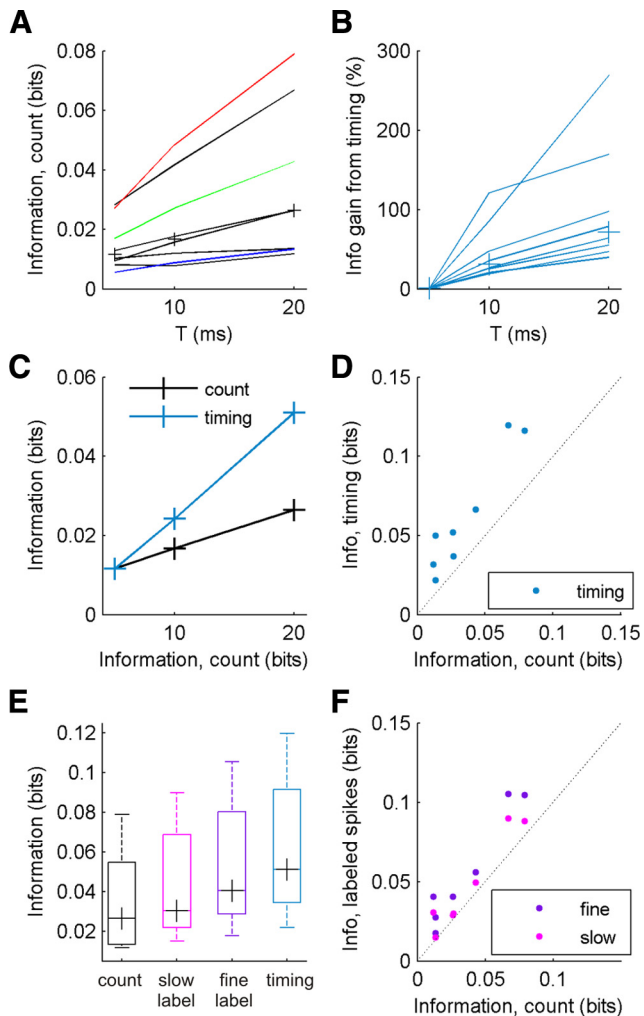 A
Information, count (bits)
0.08
0.06
0.04
0.02
0
10
20
T (ms)
B
Info gain from timing (%)
300
200
100
50
0
10
20
T (ms)
C
Information (bits)
0.06
0.04
0.02
0
count
timing
10
20
Information, count (bits)
D
Info, timing (bits)
0.15
0.1
0.05
0
timing
0
0.05
0.1
0.15
Information, count (bits)
E
Information (bits)
0.12
0.1
0.08
0.06
0.04
0.02
count
slow
label
fine
label
timing
F
Info, labeled spikes (bits)
0.15
0.1
0.05
0
fine
slow
0
0.05
0.1
Information, count (bits)